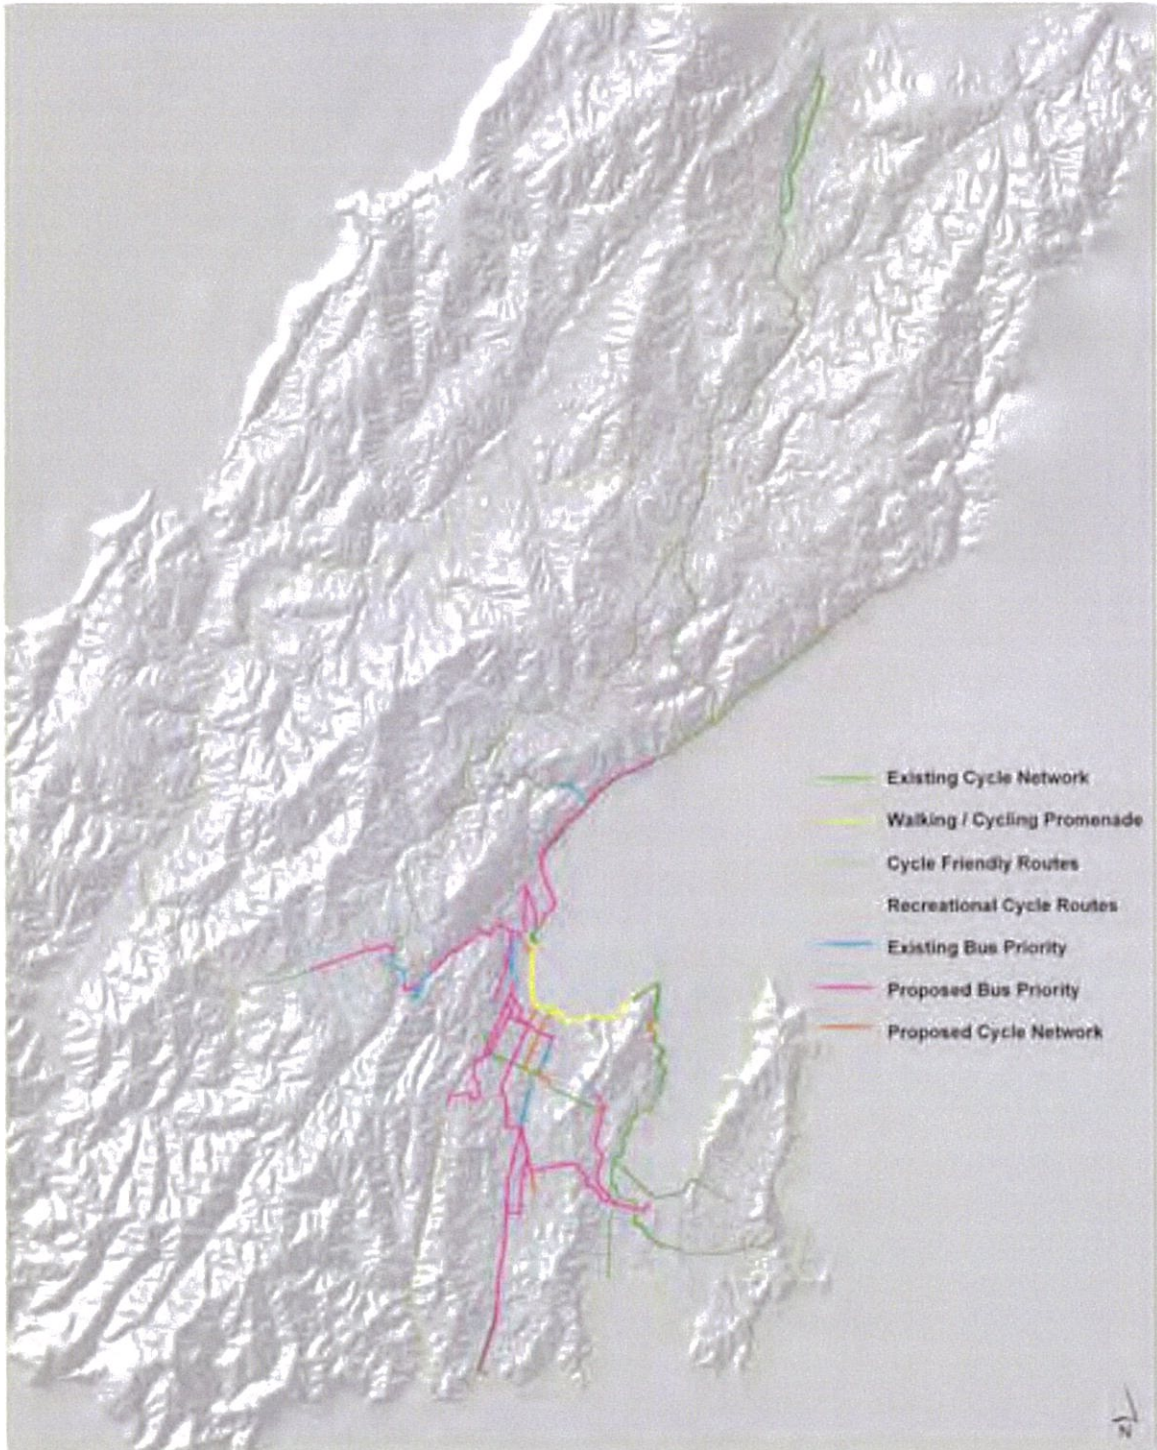 Existing Cycle Network
Walking / Cycling Promenade
Cycle Friendly Routes
Recreational Cycle Routes
Existing Bus Priority
Proposed Bus Priority
Proposed Cycle Network
N